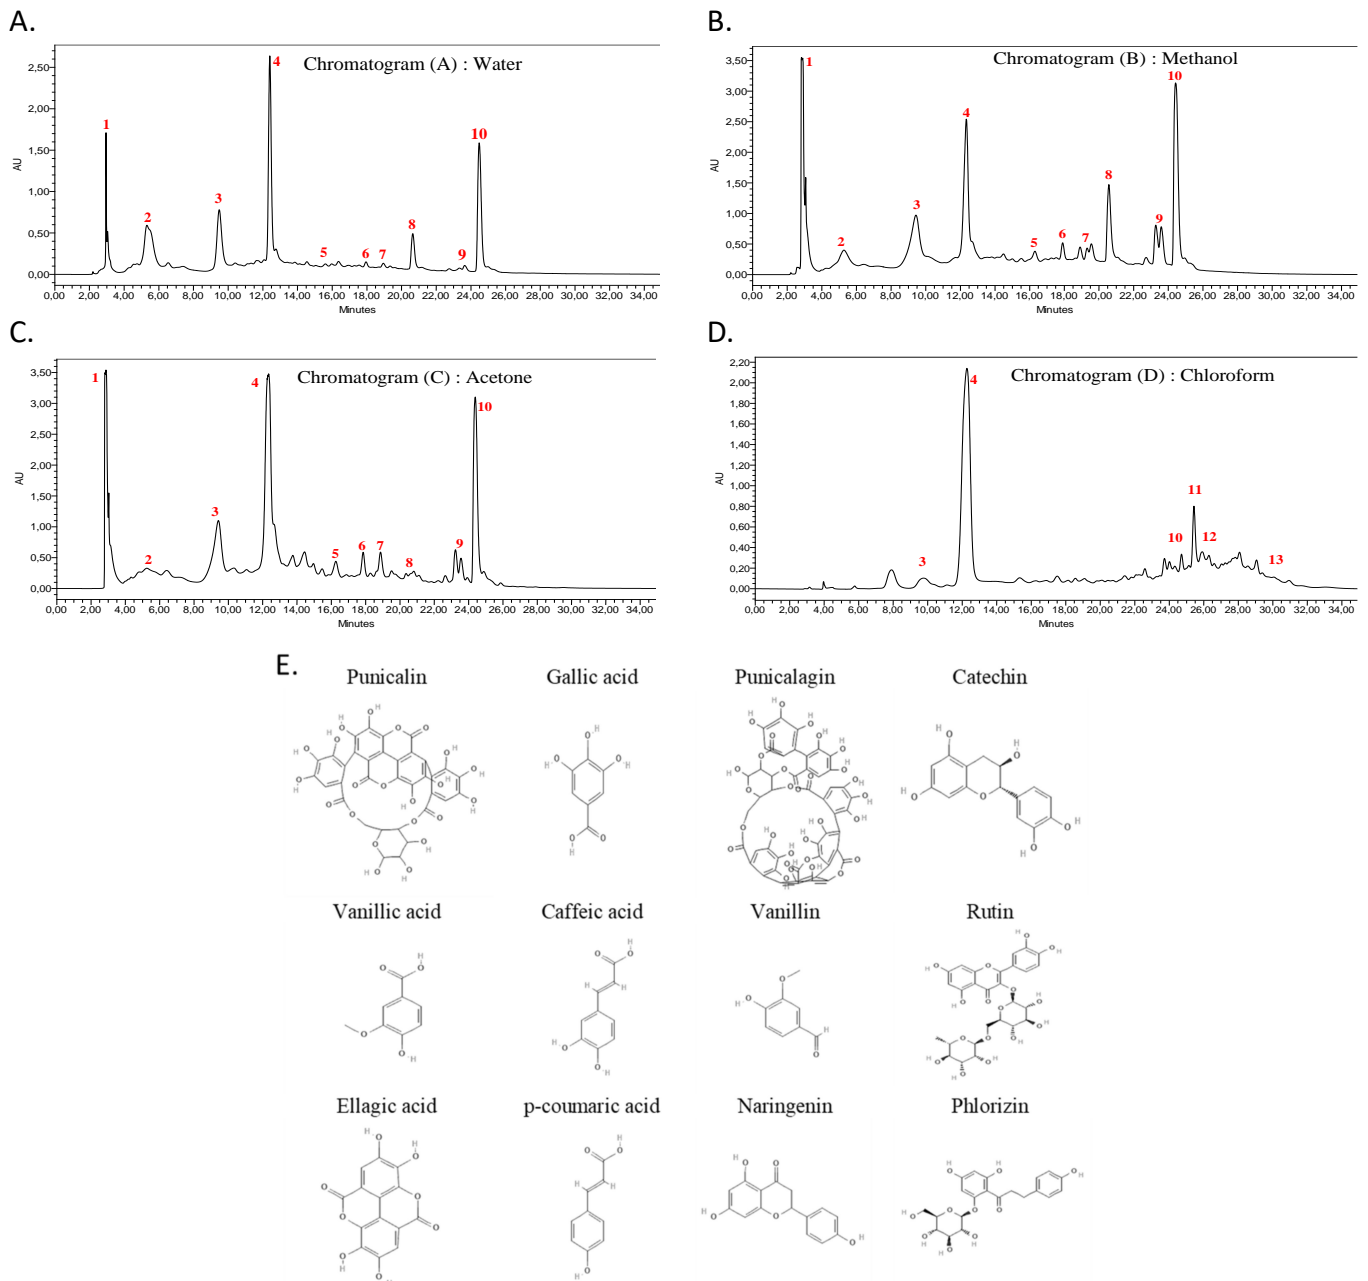 A.
Chromatogram (A) : Water
AU
2,50
2,00
1,50
1,00
0,50
0,00
1
2
3
4
5
6
7
8
9
10
0,00 2,00 4,00 6,00 8,00 10,00 12,00 14,00 16,00 18,00 20,00 22,00 24,00 26,00 28,00 30,00 32,00 34,00
Minutes
B.
Chromatogram (B) : Methanol
AU
3,50
3,00
2,50
2,00
1,50
1,00
0,50
0,00
1
2
3
4
5
6
7
8
9
10
0,00 2,00 4,00 6,00 8,00 10,00 12,00 14,00 16,00 18,00 20,00 22,00 24,00 26,00 28,00 30,00 32,00 34,00
Minutes
C.
Chromatogram (C) : Acetone
AU
3,50
3,00
2,50
2,00
1,50
1,00
0,50
0,00
1
2
3
4
5
6
7
8
9
10
0,00 2,00 4,00 6,00 8,00 10,00 12,00 14,00 16,00 18,00 20,00 22,00 24,00 26,00 28,00 30,00 32,00 34,00
Minutes
D.
Chromatogram (D) : Chloroform
AU
2,20
2,00
1,80
1,60
1,40
1,20
1,00
0,80
0,60
0,40
0,20
0,00
3
4
10
11
12
13
0,00 2,00 4,00 6,00 8,00 10,00 12,00 14,00 16,00 18,00 20,00 22,00 24,00 26,00 28,00 30,00 32,00 34,00
Minutes
E.
Punicalin Gallic acid Punicalagin Catechin
Vanillic acid Caffeic acid Vanillin Rutin
Ellagic acid p-coumaric acid Naringenin Phlorizin